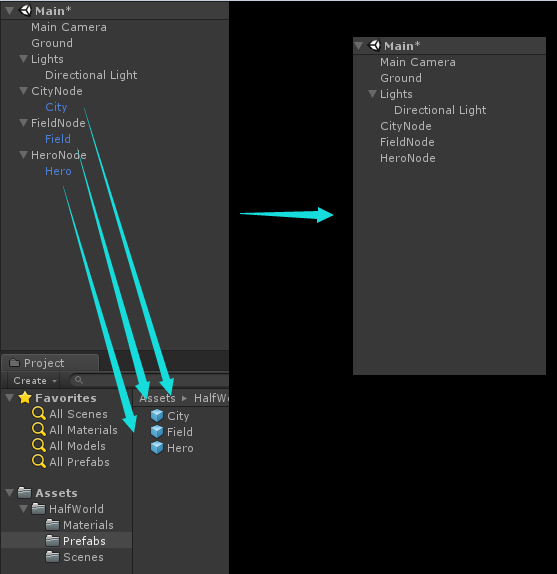 Main*
Main Camera
Ground
Lights
Directional Light
CityNode
City
FieldNode
Field
HeroNode
Hero
Project
Create
Favorites
All Scenes
All Materials
All Models
All Prefabs
Assets
HalfWorld
Materials
Prefabs
Scenes
Assets ▸ HalfWo
City
Field
Hero
Main*
Main Camera
Ground
Lights
Directional Light
CityNode
FieldNode
HeroNode